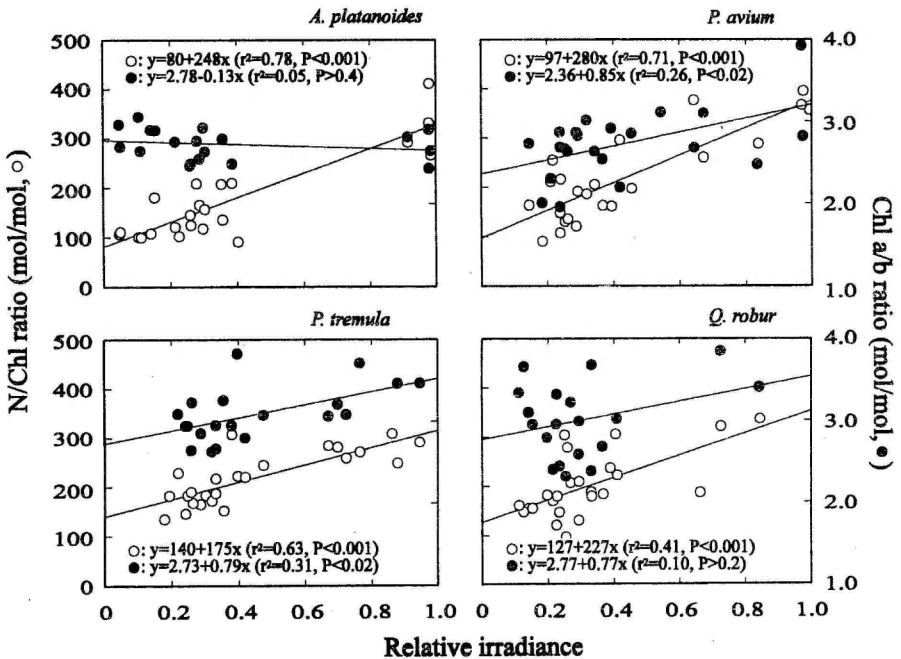 A. platanoides
P. avium
500
400
300
200
100
0
○: y=80+248x (r²=0.78, P<0.001)
●: y=2.78-0.13x (r²=0.05, P>0.4)
○: y=97+280x (r²=0.71, P<0.001)
●: y=2.36+0.85x (r²=0.26, P<0.02)
4.0
3.0
2.0
1.0
N/Chl ratio (mol/mol, ○)
Chl a/b ratio (mol/mol, ●)
P. tremula
Q. robur
500
400
300
200
100
0
○: y=140+175x (r²=0.63, P<0.001)
●: y=2.73+0.79x (r²=0.31, P<0.02)
○: y=127+227x (r²=0.41, P<0.001)
●: y=2.77+0.77x (r²=0.10, P>0.2)
4.0
3.0
2.0
1.0
0 0.2 0.4 0.6 0.8 1.0
0 0.2 0.4 0.6 0.8 1.0
Relative irradiance